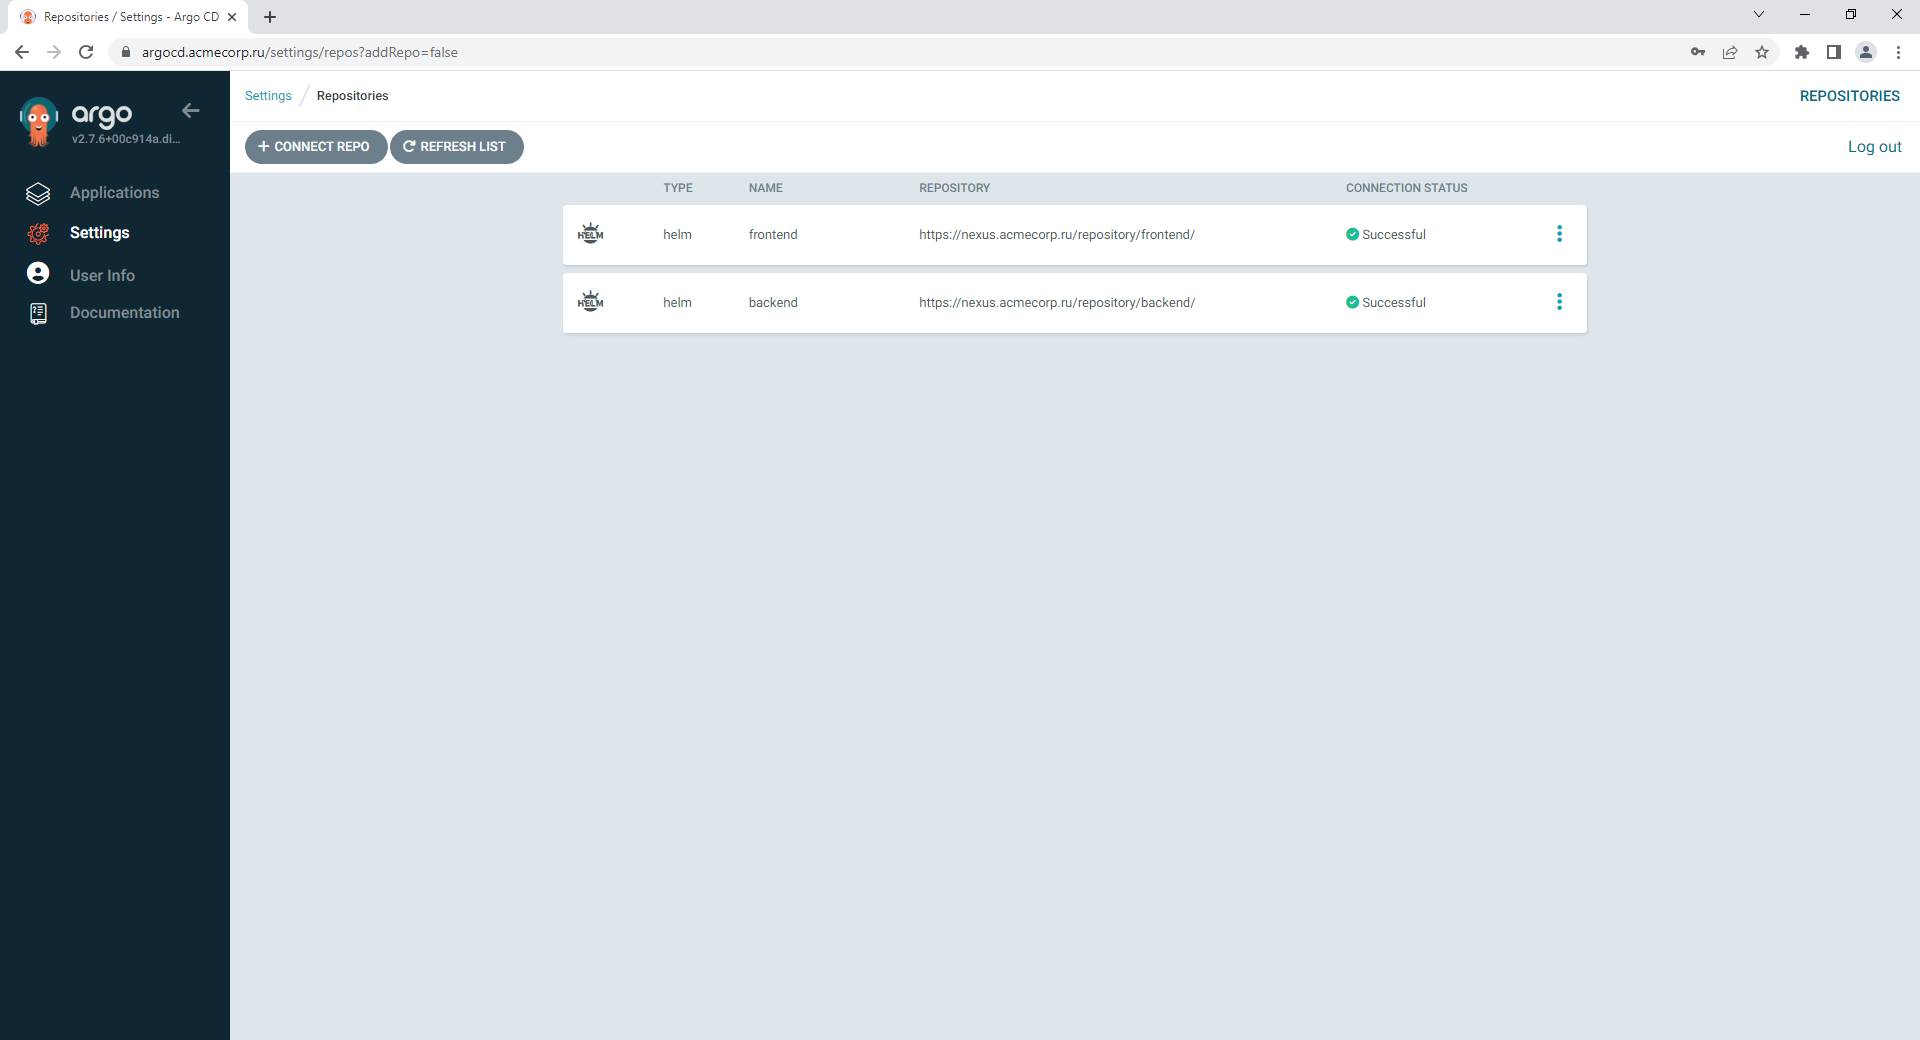 Repositories / Settings - Argo CD
argocd.acmecorp.ru/settings/repos?addRepo=false
argo
v2.7.6+00c914a.di...
Applications
Settings
User Info
Documentation
Settings / Repositories
REPOSITORIES
+ CONNECT REPO
REFRESH LIST
Log out
TYPE NAME REPOSITORY CONNECTION STATUS
HELM helm frontend https://nexus.acmecorp.ru/repository/frontend/ Successful
HELM helm backend https://nexus.acmecorp.ru/repository/backend/ Successful